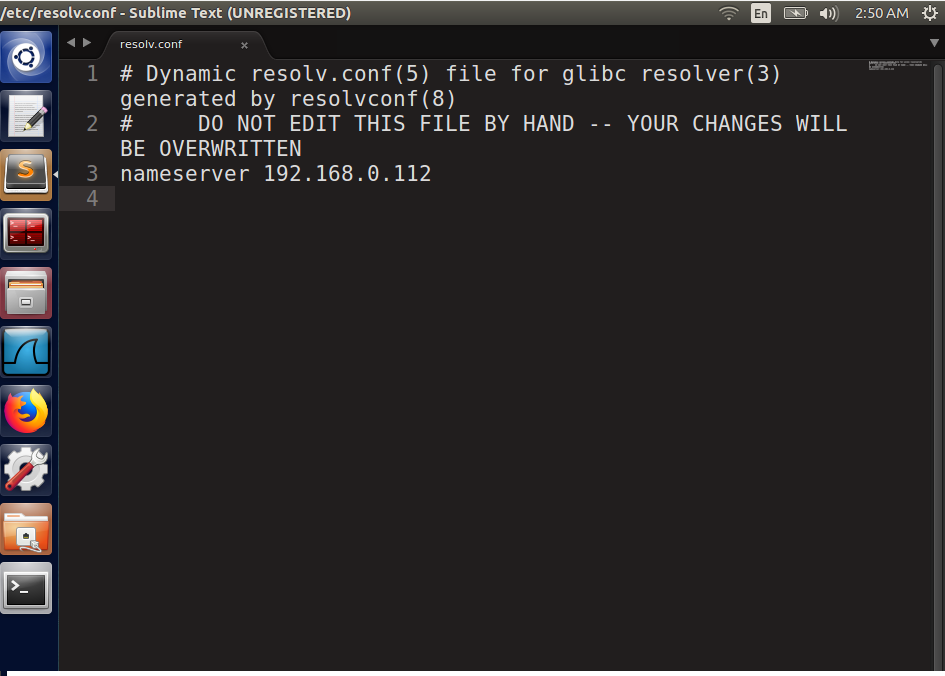 /etc/resolv.conf - Sublime Text (UNREGISTERED)
En
2:50 AM
resolv.conf ×
1 # Dynamic resolv.conf(5) file for glibc resolver(3)
generated by resolvconf(8)
2 #     DO NOT EDIT THIS FILE BY HAND -- YOUR CHANGES WILL
BE OVERWRITTEN
3 nameserver 192.168.0.112
4